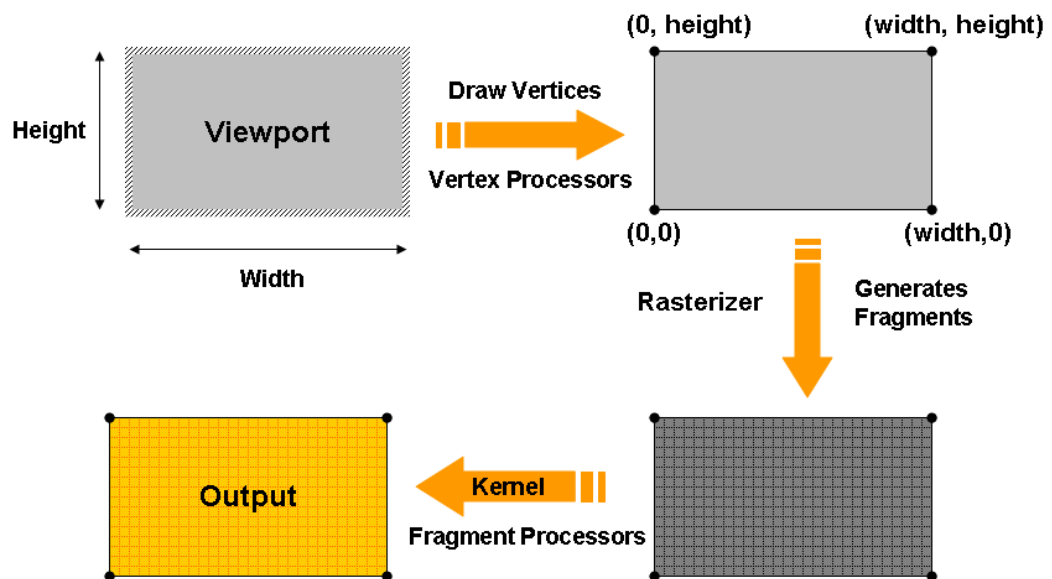 (0, height)
(width, height)
Height
Viewport
Draw Vertices
Vertex Processors
(0,0)
(width,0)
Width
Rasterizer
Generates
Fragments
Output
Kernel
Fragment Processors